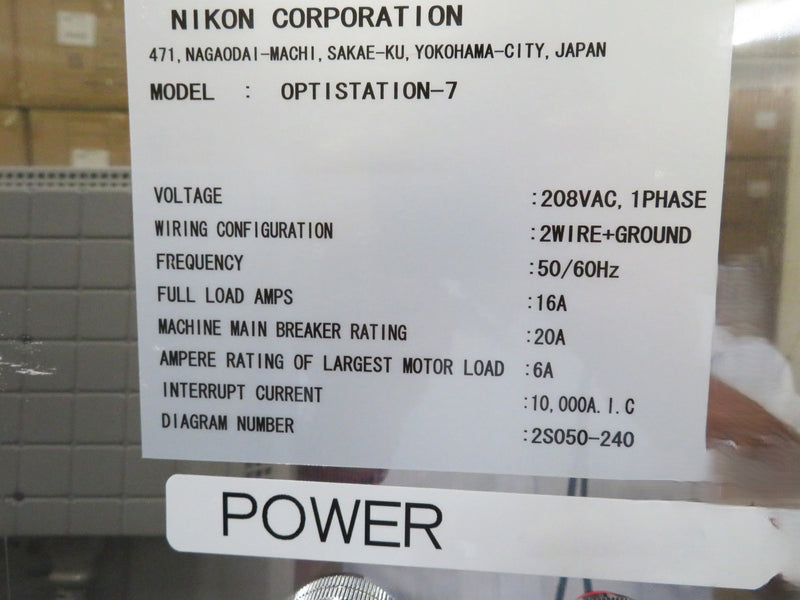 NIKON CORPORATION
471, NAGAODAI-MACHI, SAKAE-KU, YOKOHAMA-CITY, JAPAN
MODEL : OPTISTATION-7
VOLTAGE :208VAC, 1PHASE
WIRING CONFIGURATION :2WIRE+GROUND
FREQUENCY :50/60Hz
FULL LOAD AMPS :16A
MACHINE MAIN BREAKER RATING :20A
AMPERE RATING OF LARGEST MOTOR LOAD :6A
INTERRUPT CURRENT :10,000A.I.C
DIAGRAM NUMBER :2S050-240
POWER